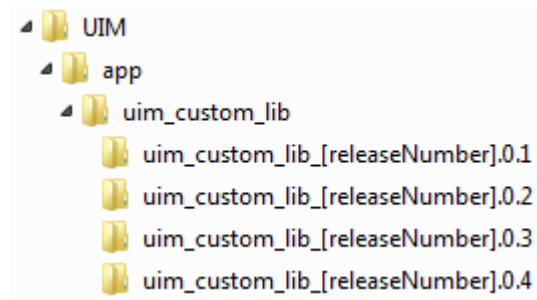 UIM
app
uim_custom_lib
uim_custom_lib_[releaseNumber].0.1
uim_custom_lib_[releaseNumber].0.2
uim_custom_lib_[releaseNumber].0.3
uim_custom_lib_[releaseNumber].0.4